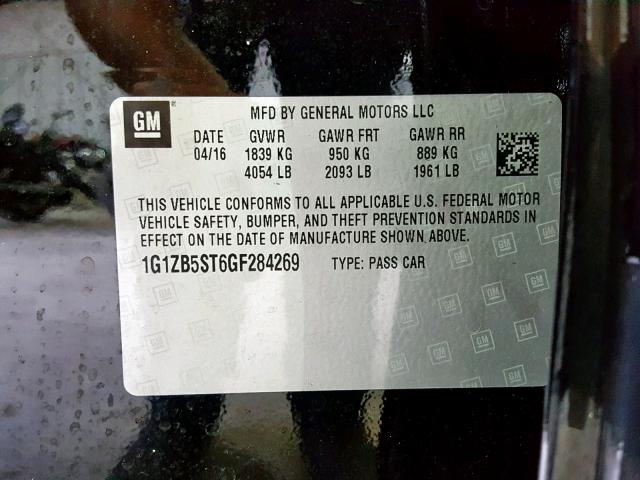 GM
MFD BY GENERAL MOTORS LLC
DATE GVWR GAWR FRT GAWR RR
04/16 1839 KG 950 KG 889 KG
4054 LB 2093 LB 1961 LB
THIS VEHICLE CONFORMS TO ALL APPLICABLE U.S. FEDERAL MOTOR
VEHICLE SAFETY, BUMPER, AND THEFT PREVENTION STANDARDS IN
EFFECT ON THE DATE OF MANUFACTURE SHOWN ABOVE.
1G1ZB5ST6GF284269 TYPE: PASS CAR